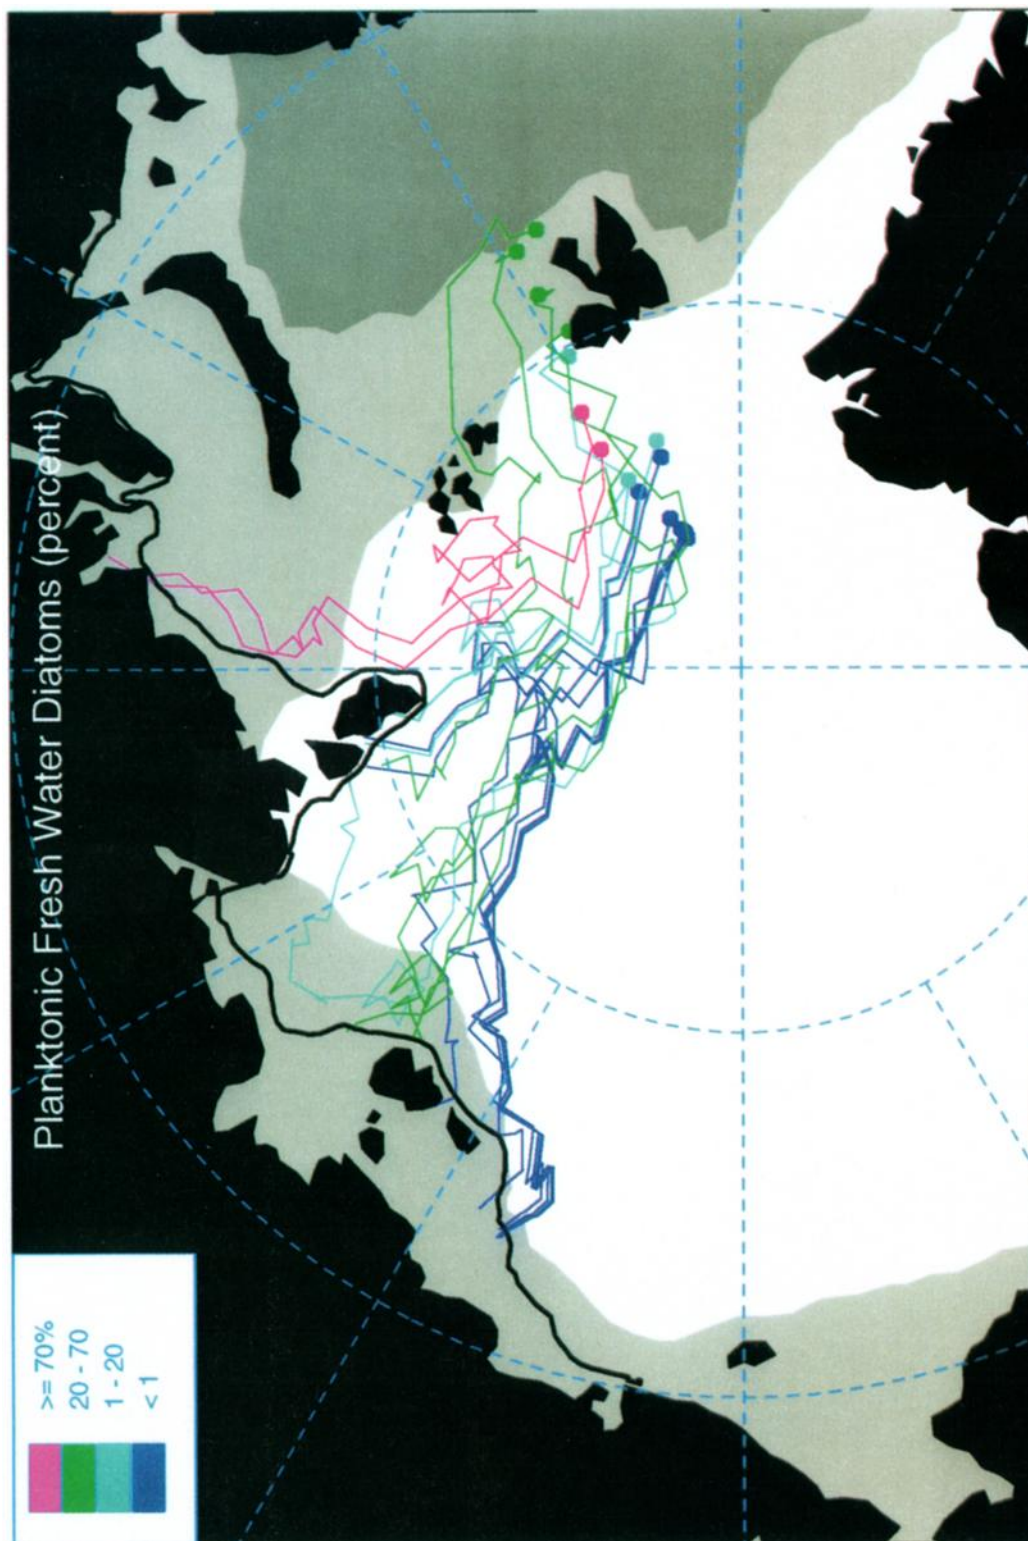 Planktonic Fresh Water Diatoms (percent)
>= 70%
20 - 70
1 - 20
< 1